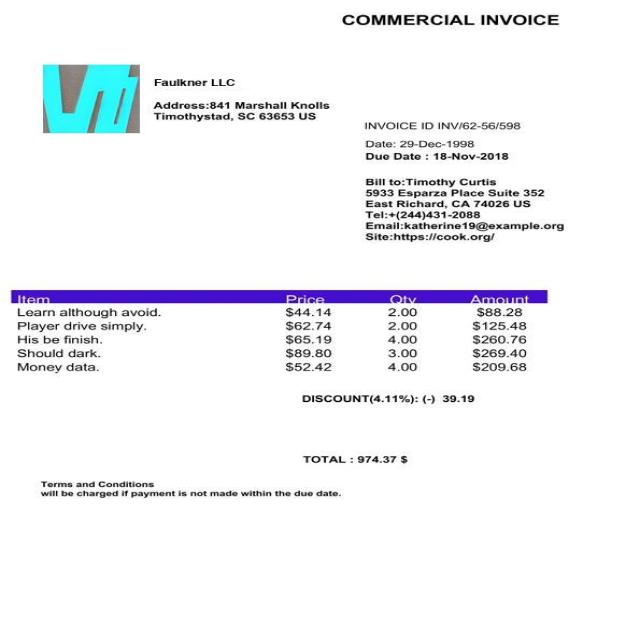 COMMERCIAL INVOICE
Faulkner LLC
Address:841 Marshall Knolls
Timothystad, SC 63653 US
INVOICE ID INV/62-56/598
Date: 29-Dec-1998
Due Date : 18-Nov-2018
Bill to:Timothy Curtis
5933 Esparza Place Suite 352
East Richard, CA 74026 US
Tel:+(244)431-2088
Email:katherine19@example.org
Site:https://cook.org/
Item Price Qty Amount
Learn although avoid. $44.14 2.00 $88.28
Player drive simply. $62.74 2.00 $125.48
His be finish. $65.19 4.00 $260.76
Should dark. $89.80 3.00 $269.40
Money data. $52.42 4.00 $209.68
DISCOUNT(4.11%): (-) 39.19
TOTAL : 974.37 $
Terms and Conditions
will be charged if payment is not made within the due date.